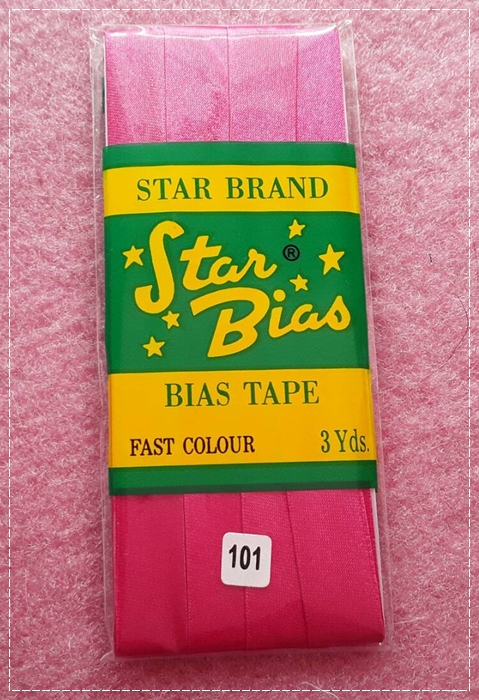 STAR BRAND
Star ®
Bias
BIAS TAPE
FAST COLOUR 3 Yds.
101